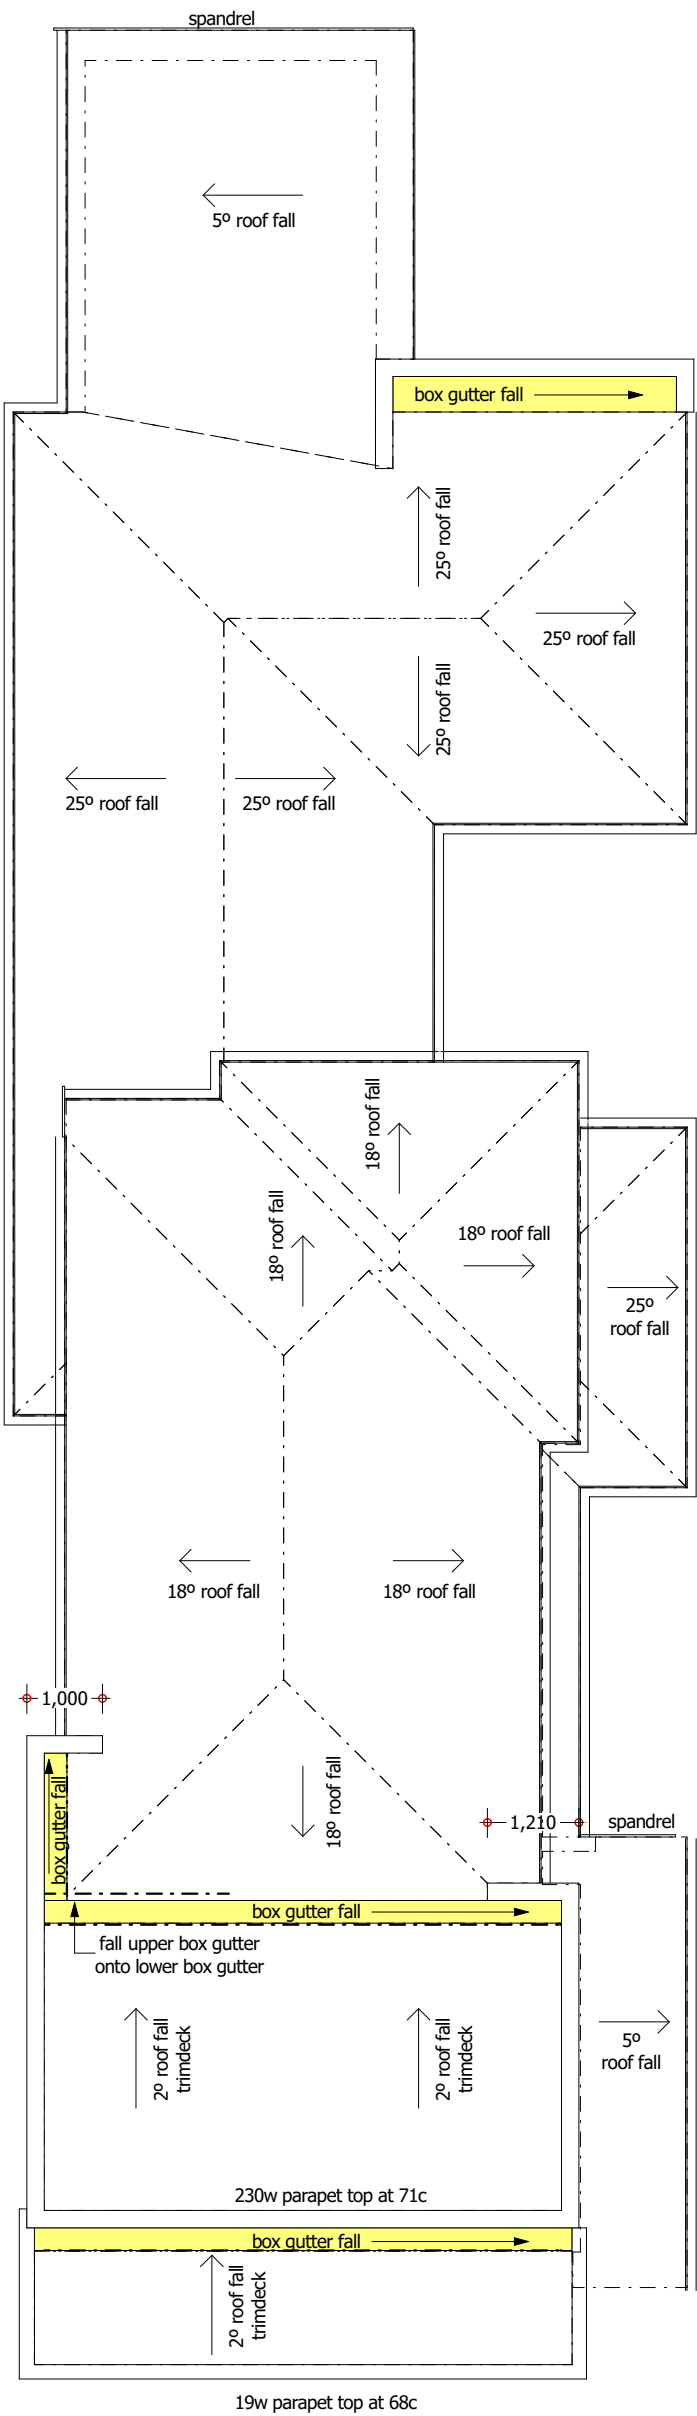 spandrel
5º roof fall
box gutter fall
25º roof fall
25º roof fall
25º roof fall
25º roof fall
25º roof fall
18º roof fall
18º roof fall
18º roof fall
25º
roof fall
18º roof fall
18º roof fall
1,000
box gutter fall
18º roof fall
1,210
spandrel
box gutter fall
fall upper box gutter
onto lower box gutter
2º roof fall
trimdeck
2º roof fall
trimdeck
5º
roof fall
230w parapet top at 71c
box gutter fall
2º roof fall
trimdeck
19w parapet top at 68c